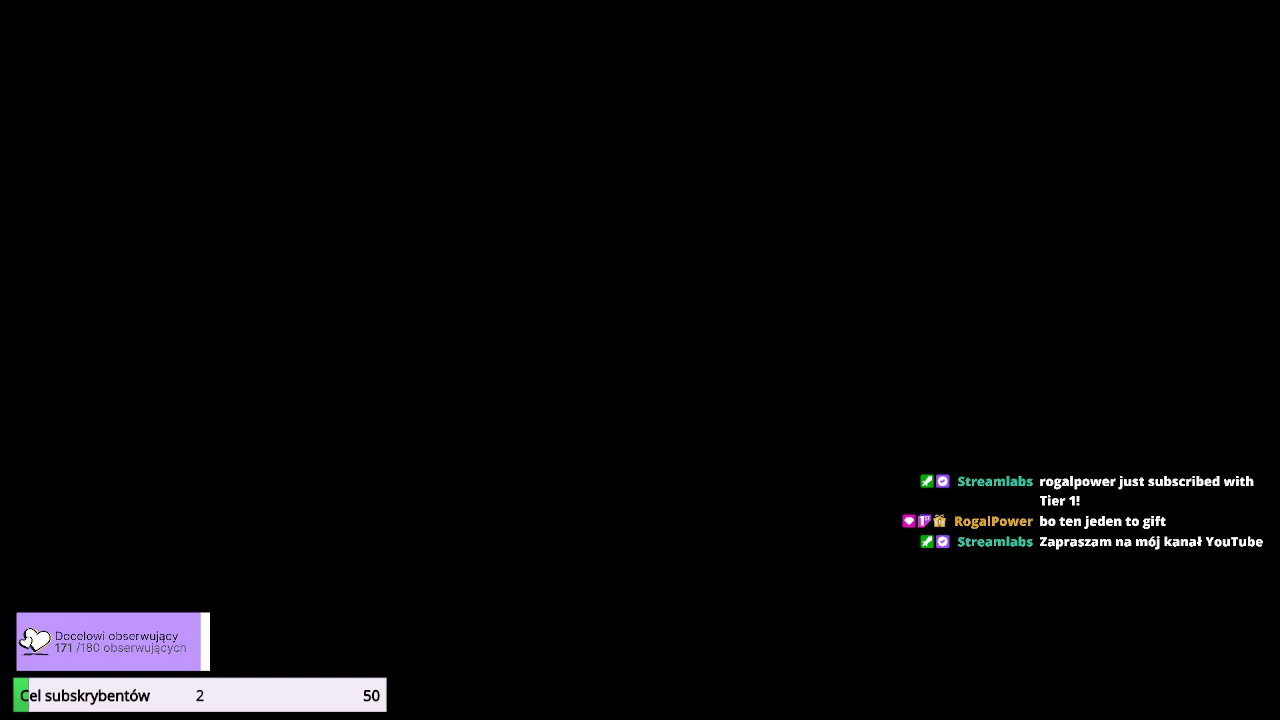 Streamlabs rogalpower just subscribed with
Tier 1!
RogalPower bo ten jeden to gift
Streamlabs Zapraszam na mój kanał YouTube
Docelowi obserwujący
171 /180 obserwujących
Cel subskrybentów 2 50